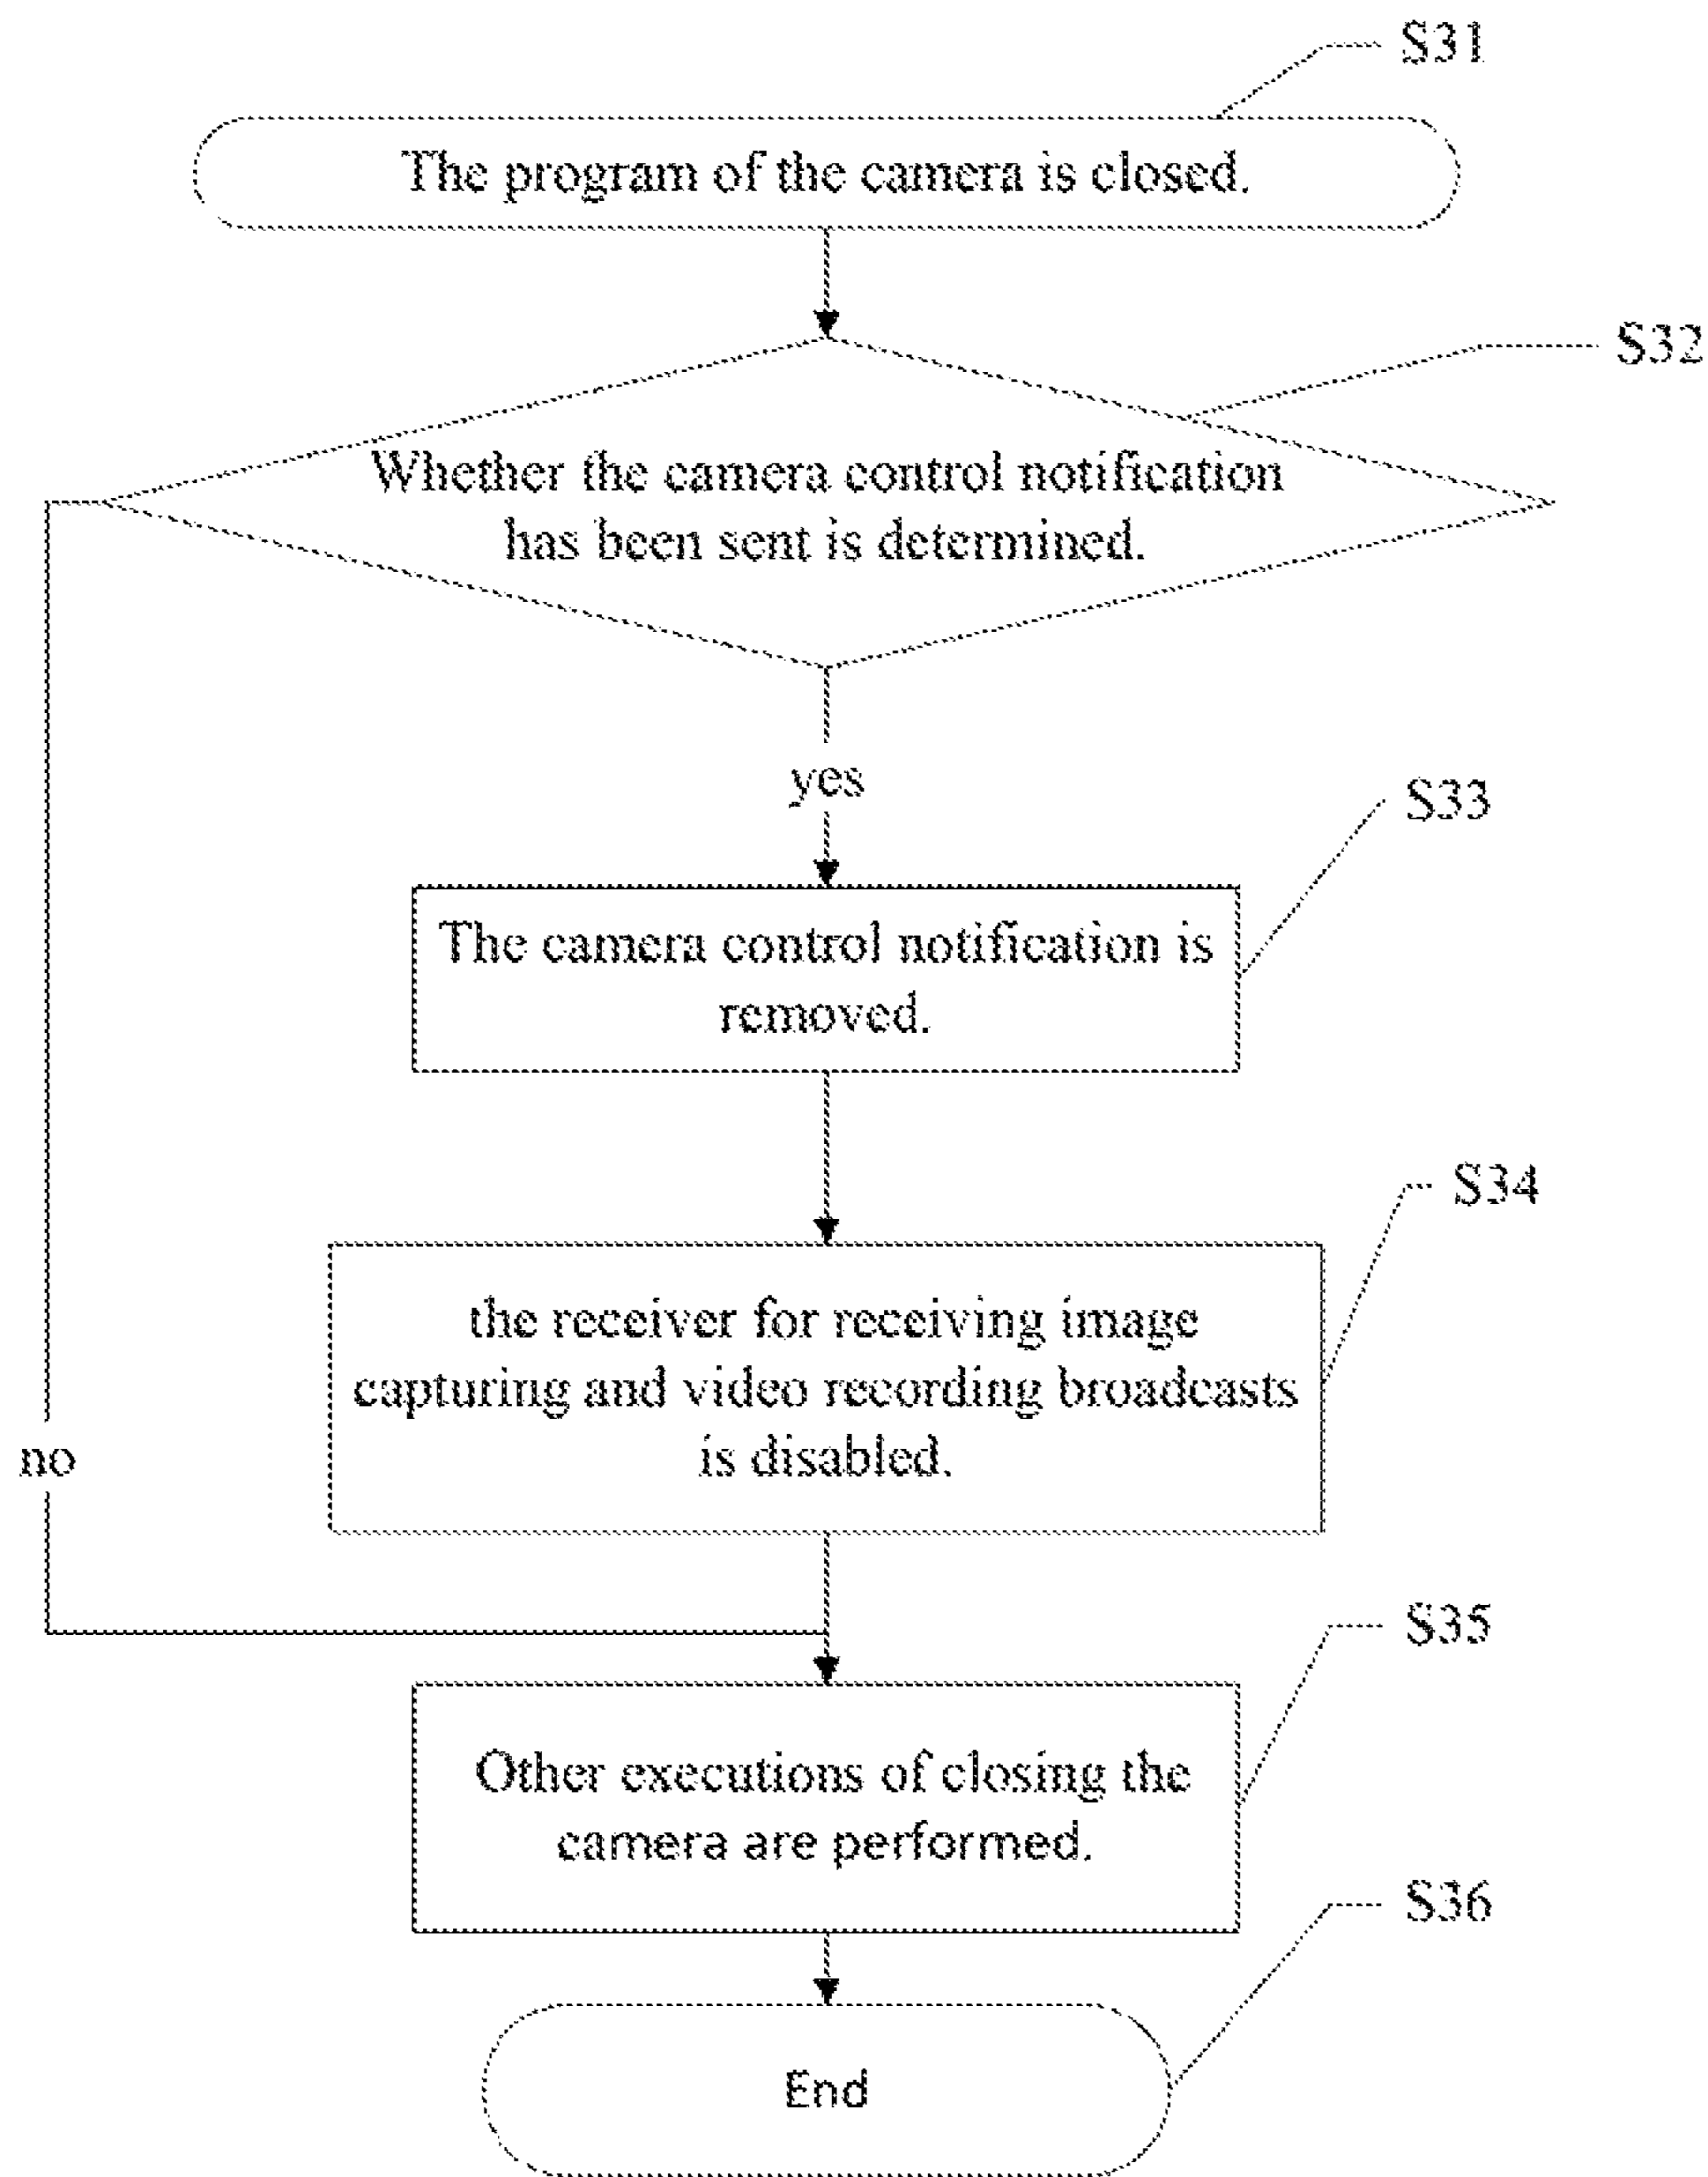 S31
The program of the camera is closed.
S32
Whether the camera control notification
has been sent is determined.
yes
S33
The camera control notification is
removed.
S34
the receiver for receiving image
capturing and video recording broadcasts
is disabled.
no
S35
Other executions of closing the
camera are performed.
S36
End